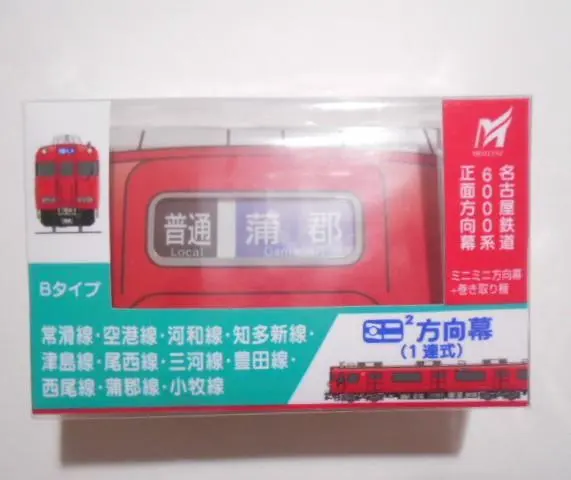 MEITETSU
名古屋鉄道
6000系
正面方向幕
ミニミニ方向幕
+巻き取り機
普通
Local
蒲郡
Bタイプ
常滑線・空港線・河和線・知多新線・
津島線・尾西線・三河線・豊田線・
西尾線・蒲郡線・小牧線
ミニ²方向幕
(1連式)